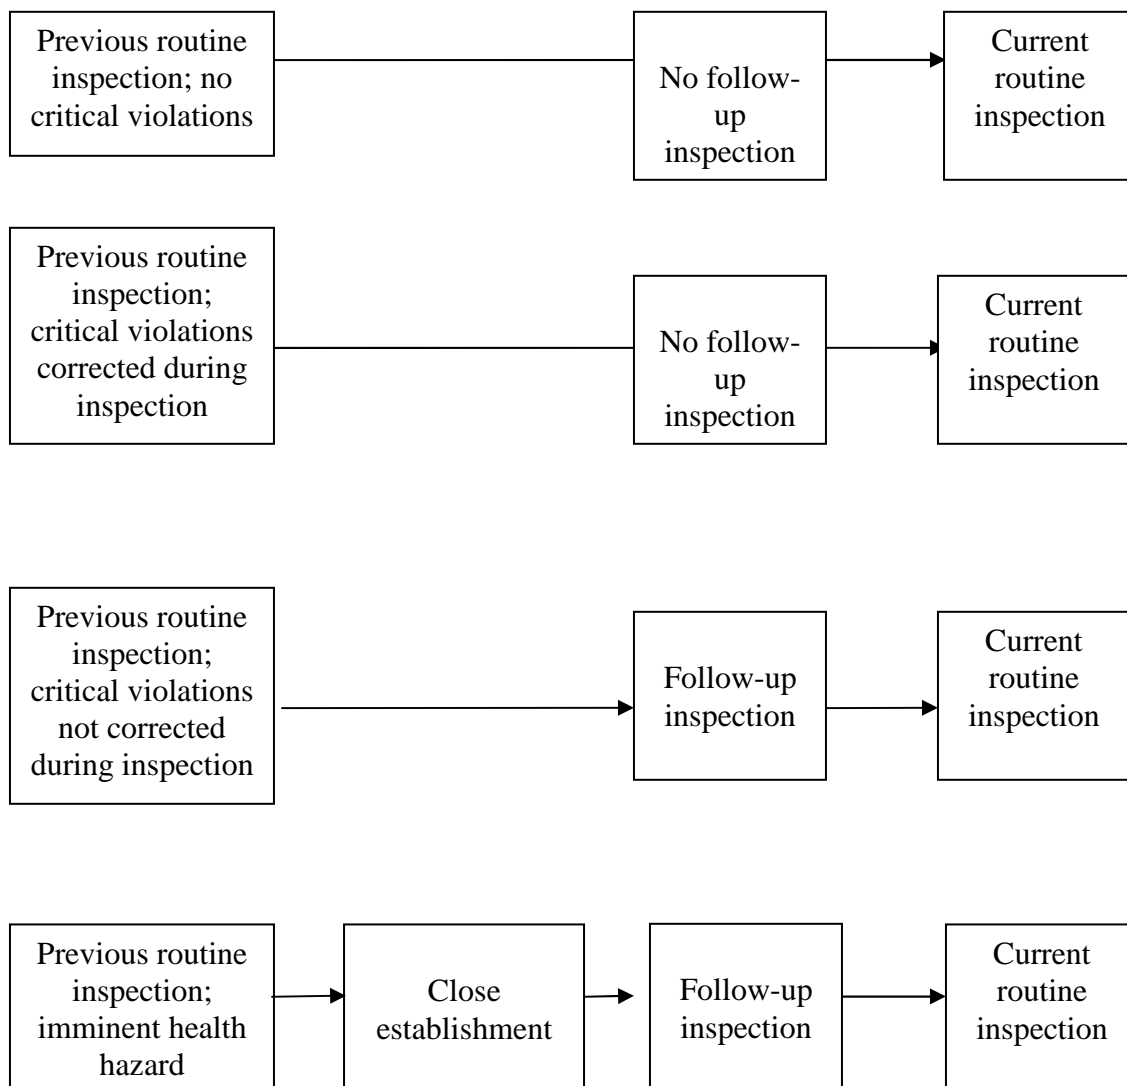 Previous routine
inspection; no
critical violations
No follow-
up
inspection
Current
routine
inspection
Previous routine
inspection;
critical violations
corrected during
inspection
No follow-
up
inspection
Current
routine
inspection
Previous routine
inspection;
critical violations
not corrected
during inspection
Follow-up
inspection
Current
routine
inspection
Previous routine
inspection;
imminent health
hazard
Close
establishment
Follow-up
inspection
Current
routine
inspection